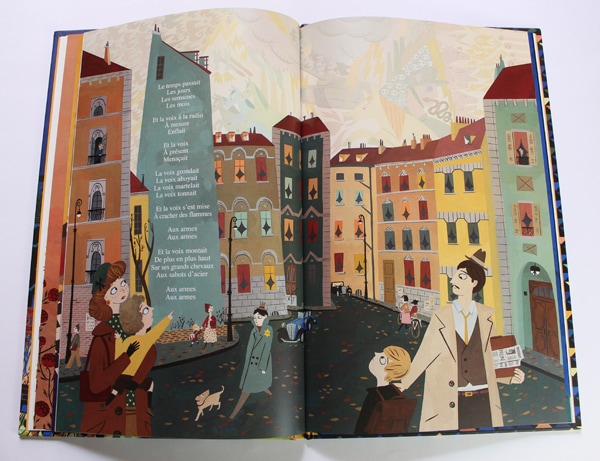 Le temps passait
Les jours
Les semaines
Les mois
Et la voix à la radio
À mesure
Enflait
Et la voix
À présent
Menaçait
La voix grondait
La voix aboyait
La voix martelait
La voix tonnait
Et la voix s'est mise
À cracher des flammes
Aux armes
Aux armes
Et la voix montait
De plus en plus haut
Sur ses grands chevaux
Aux sabots d'acier
Aux armes
Aux armes